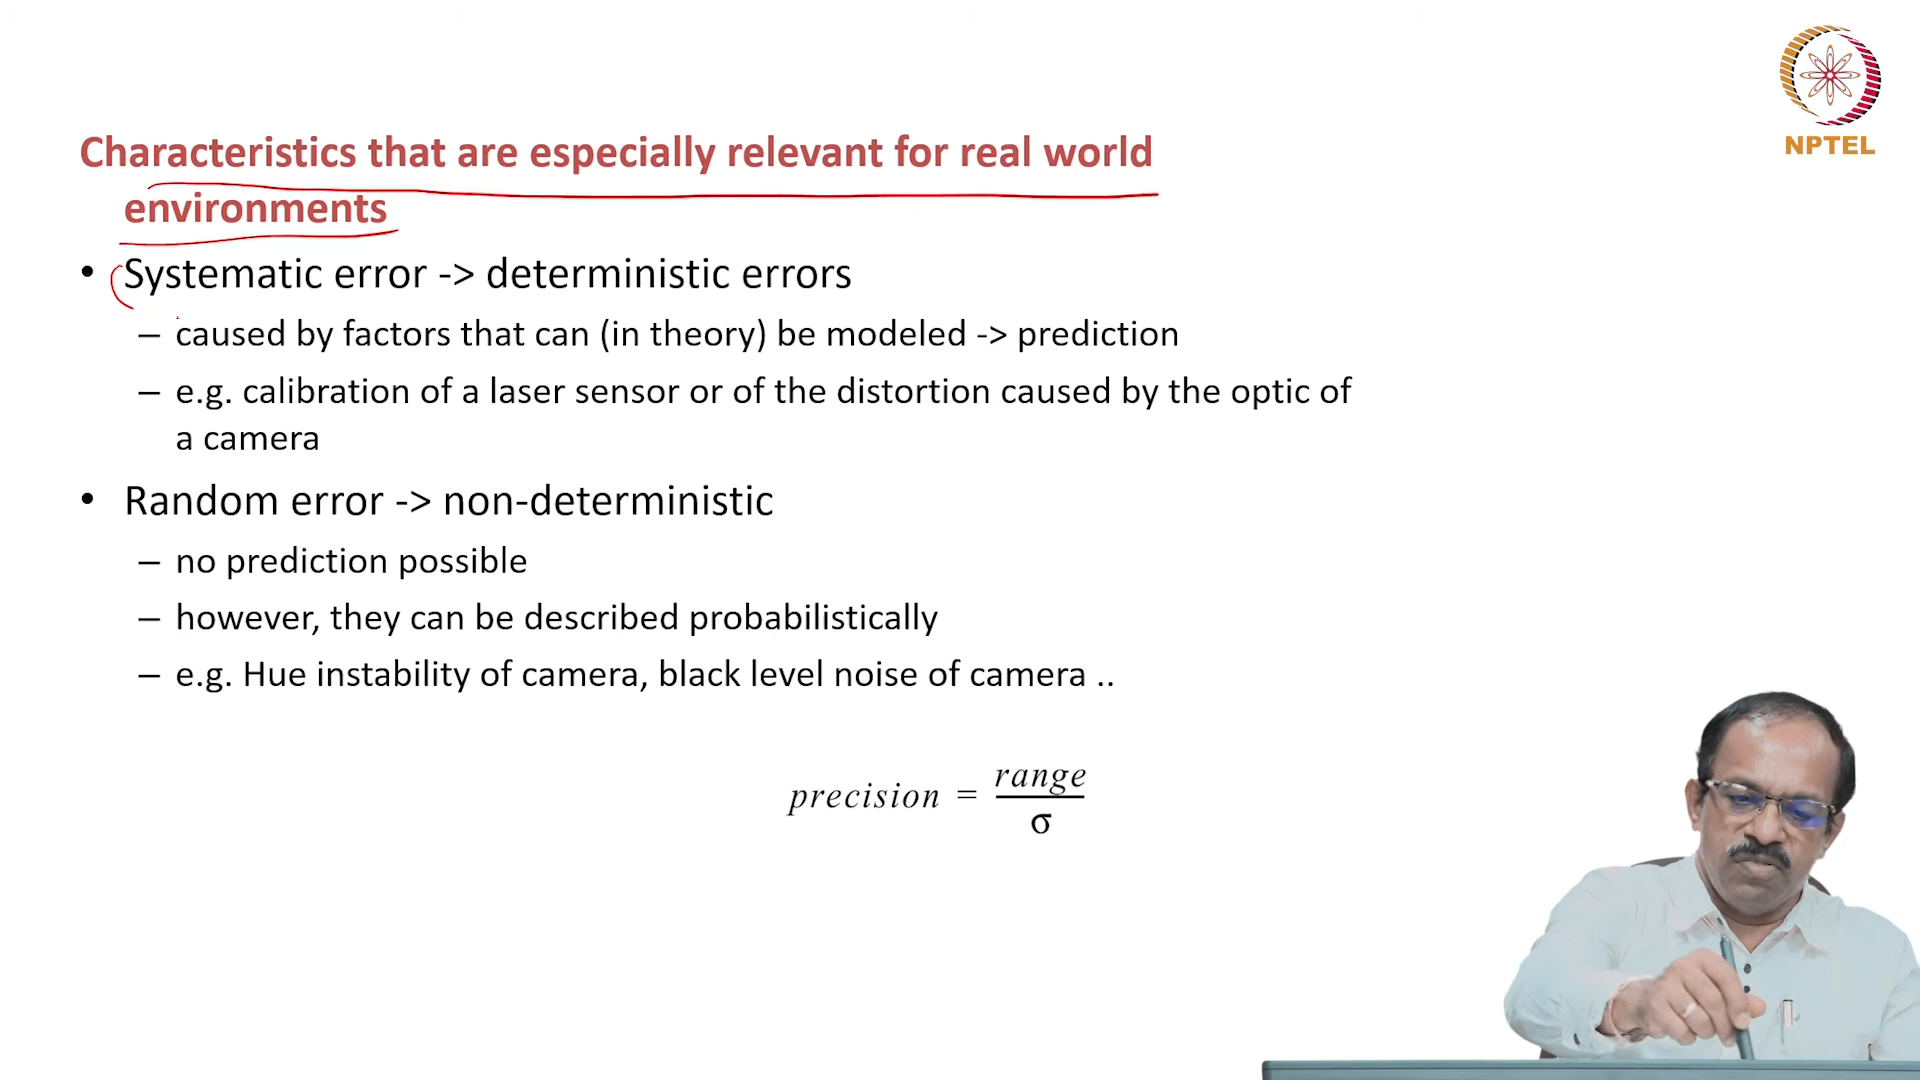 NPTEL
Characteristics that are especially relevant for real world
environments
• Systematic error -> deterministic errors
– caused by factors that can (in theory) be modeled -> prediction
– e.g. calibration of a laser sensor or of the distortion caused by the optic of
a camera
• Random error -> non-deterministic
– no prediction possible
– however, they can be described probabilistically
– e.g. Hue instability of camera, black level noise of camera ..
precision = range / σ